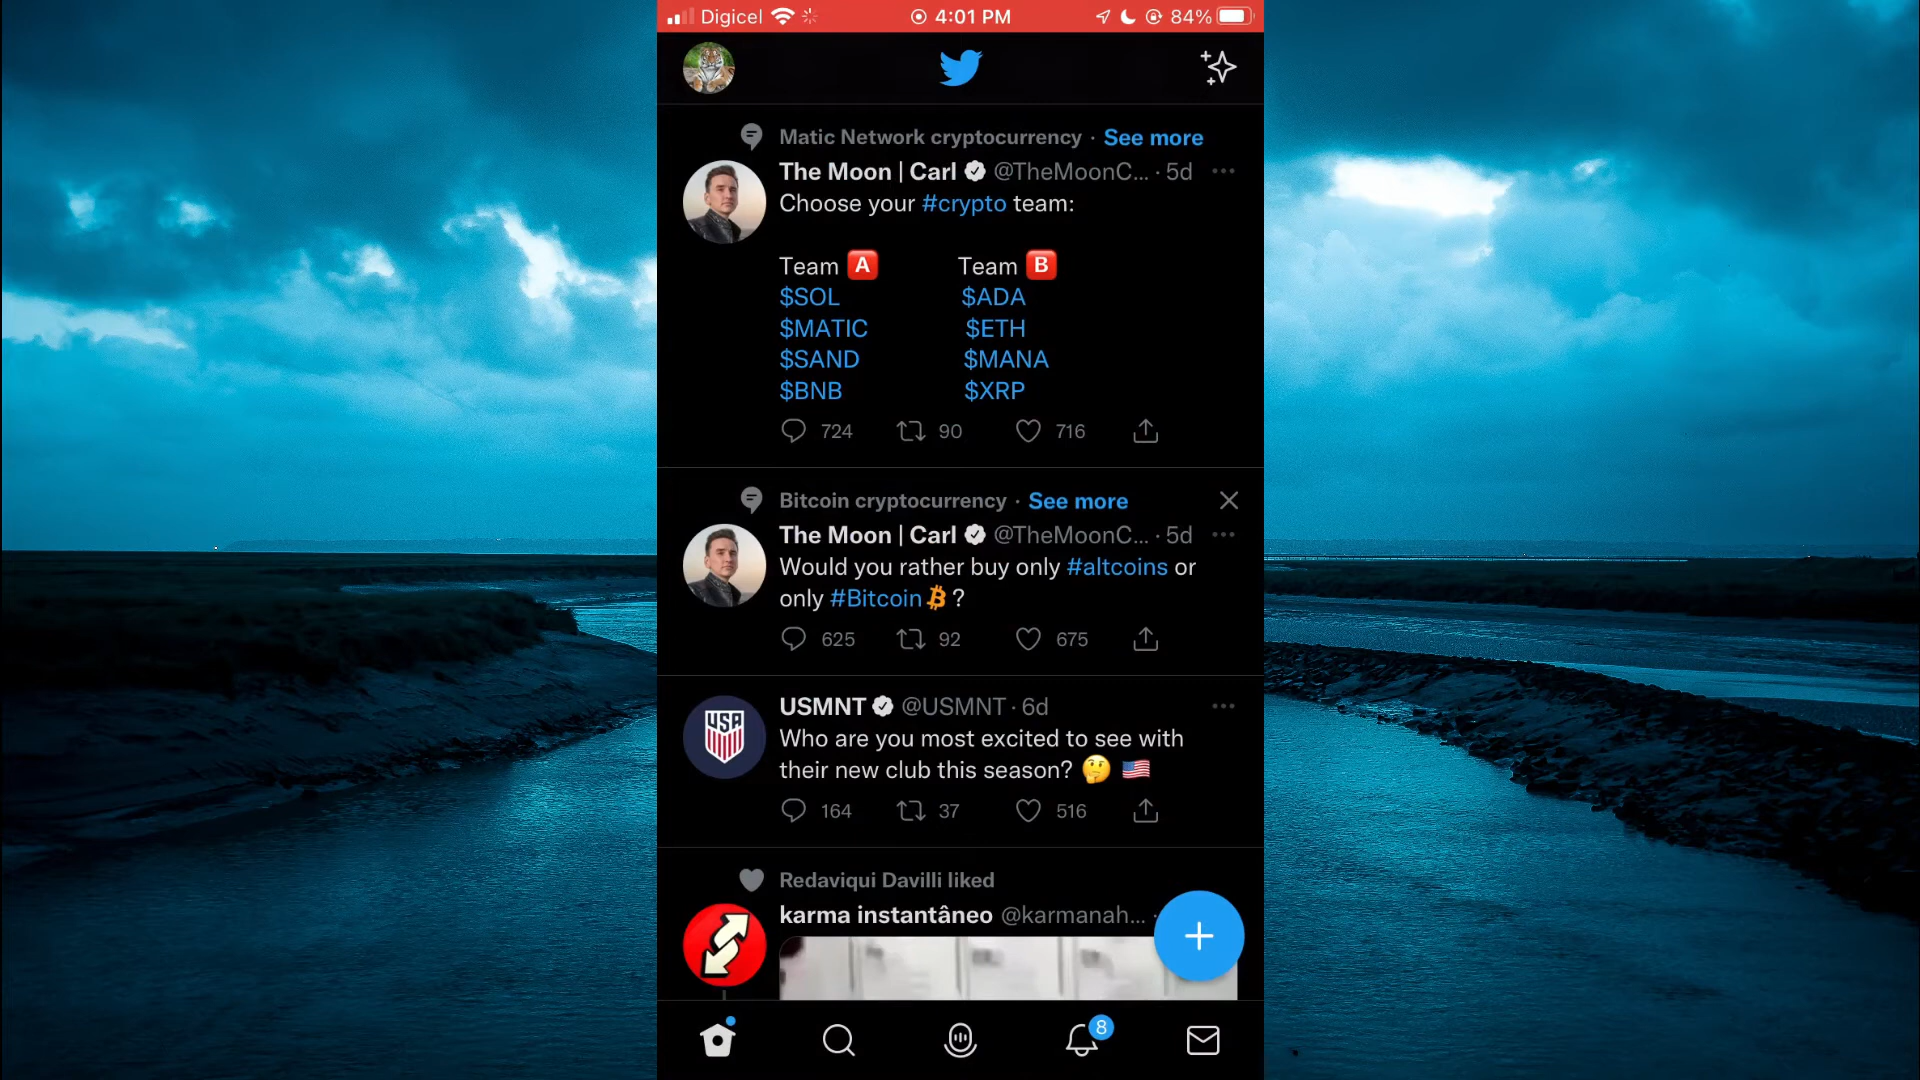 Digicel 4:01 PM 84%
Matic Network cryptocurrency · See more
The Moon | Carl @TheMoonC... · 5d
Choose your #crypto team:
Team A Team B
$SOL $ADA
$MATIC $ETH
$SAND $MANA
$BNB $XRP
724 90 716
Bitcoin cryptocurrency · See more
The Moon | Carl @TheMoonC... · 5d
Would you rather buy only #altcoins or
only #Bitcoin ?
625 92 675
USMNT @USMNT · 6d
Who are you most excited to see with
their new club this season? 🤔 🇺🇸
164 37 516
Redaviqui Davilli liked
karma instantâneo @karmanah... ·
8